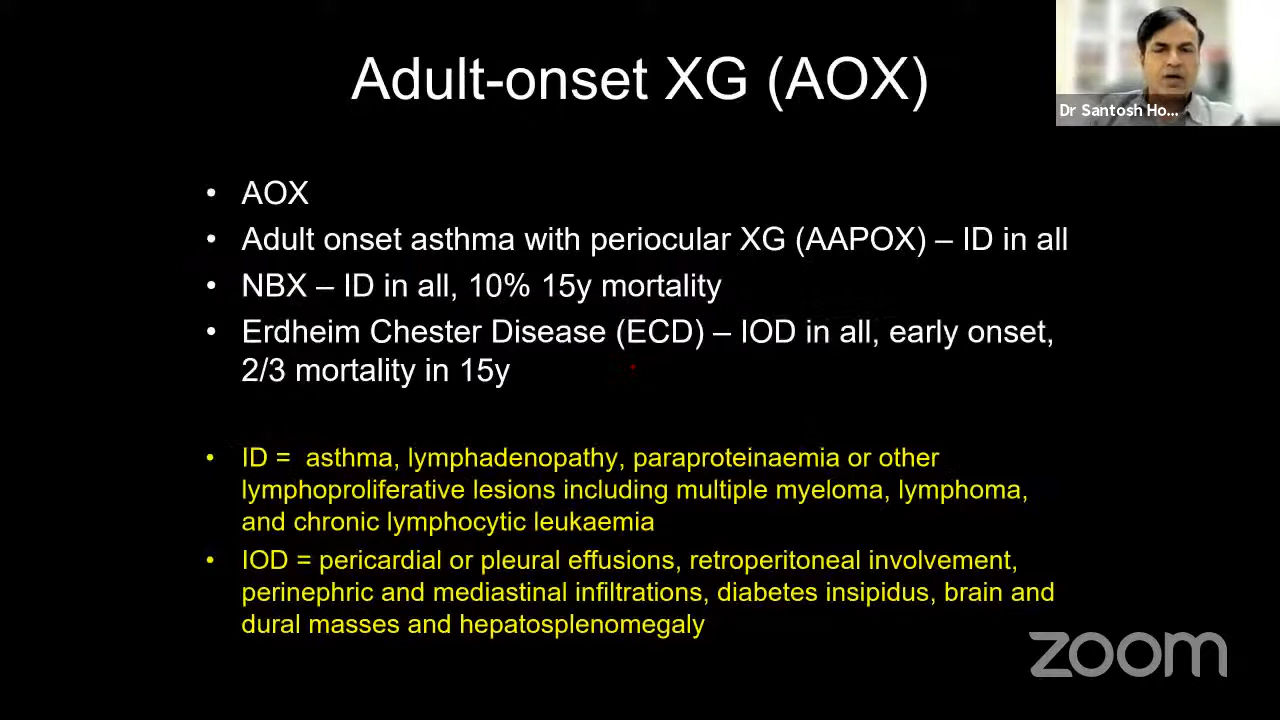 Adult-onset XG (AOX)
Dr Santosh Ho...
• AOX
• Adult onset asthma with periocular XG (AAPOX) – ID in all
• NBX – ID in all, 10% 15y mortality
• Erdheim Chester Disease (ECD) – IOD in all, early onset,
2/3 mortality in 15y
• ID = asthma, lymphadenopathy, paraproteinaemia or other
lymphoproliferative lesions including multiple myeloma, lymphoma,
and chronic lymphocytic leukaemia
• IOD = pericardial or pleural effusions, retroperitoneal involvement,
perinephric and mediastinal infiltrations, diabetes insipidus, brain and
dural masses and hepatosplenomegaly
zoom